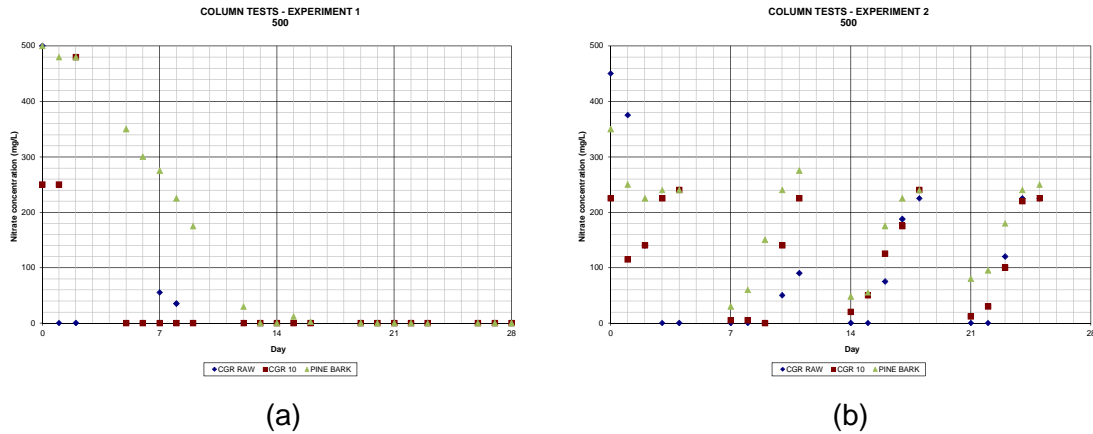 COLUMN TESTS - EXPERIMENT 1
500
500
400
300
200
100
0
Nitrate concentration (mg/L)
0 7 14 21 28
Day
CGR RAW CGR 10 PINE BARK
(a)
COLUMN TESTS - EXPERIMENT 2
500
500
400
300
200
100
0
Nitrate concentration (mg/L)
0 7 14 21 28
Day
CGR RAW CGR 10 PINE BARK
(b)